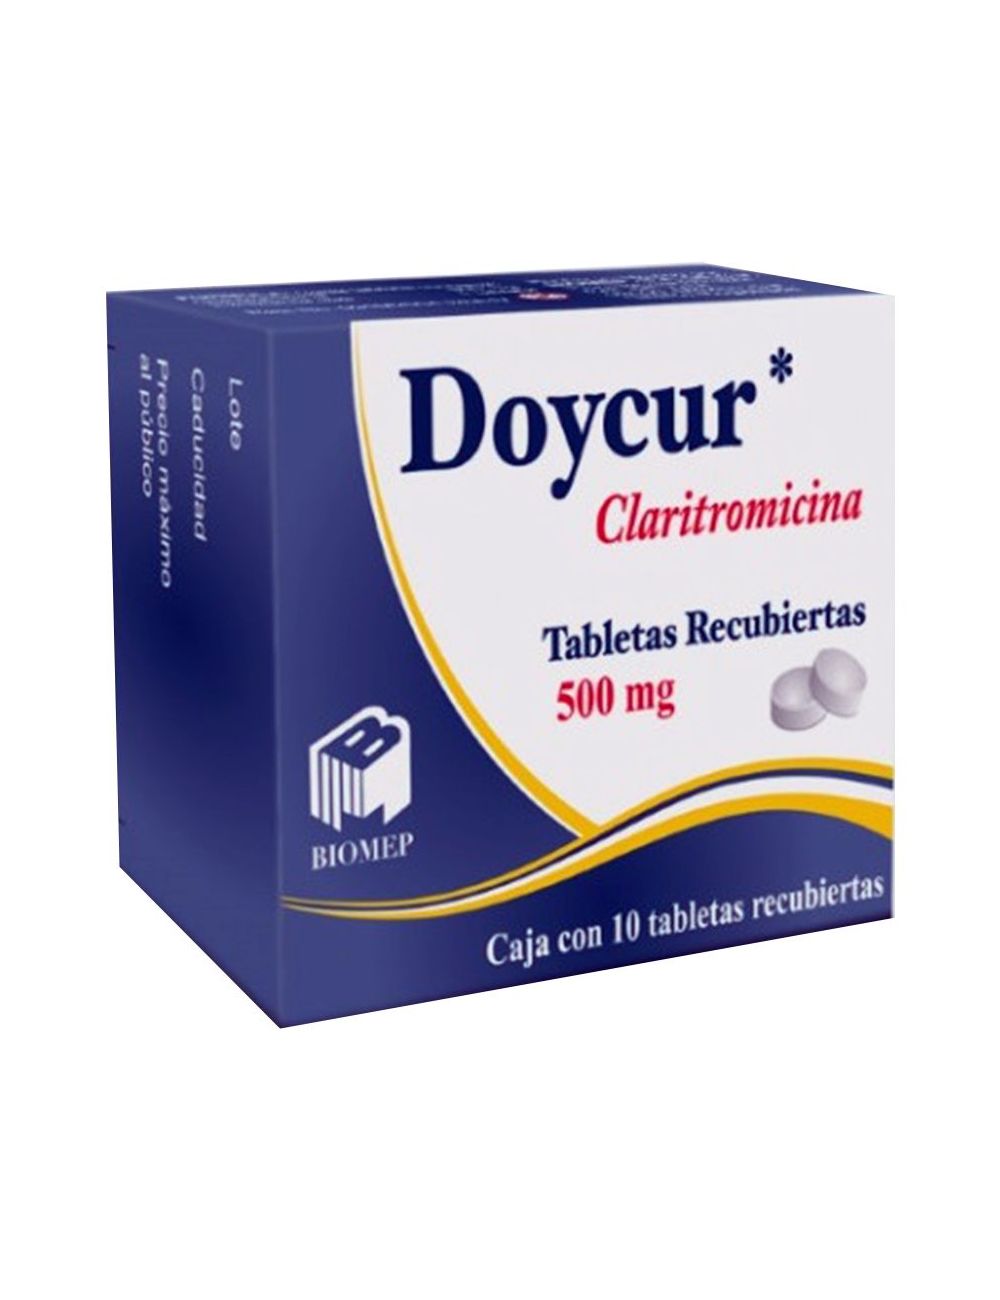 Doycur*
Claritromicina
Tabletas Recubiertas
500 mg
BIOMEP
Caja con 10 tabletas recubiertas
Lote
Caducidad
Precio máximo
al público